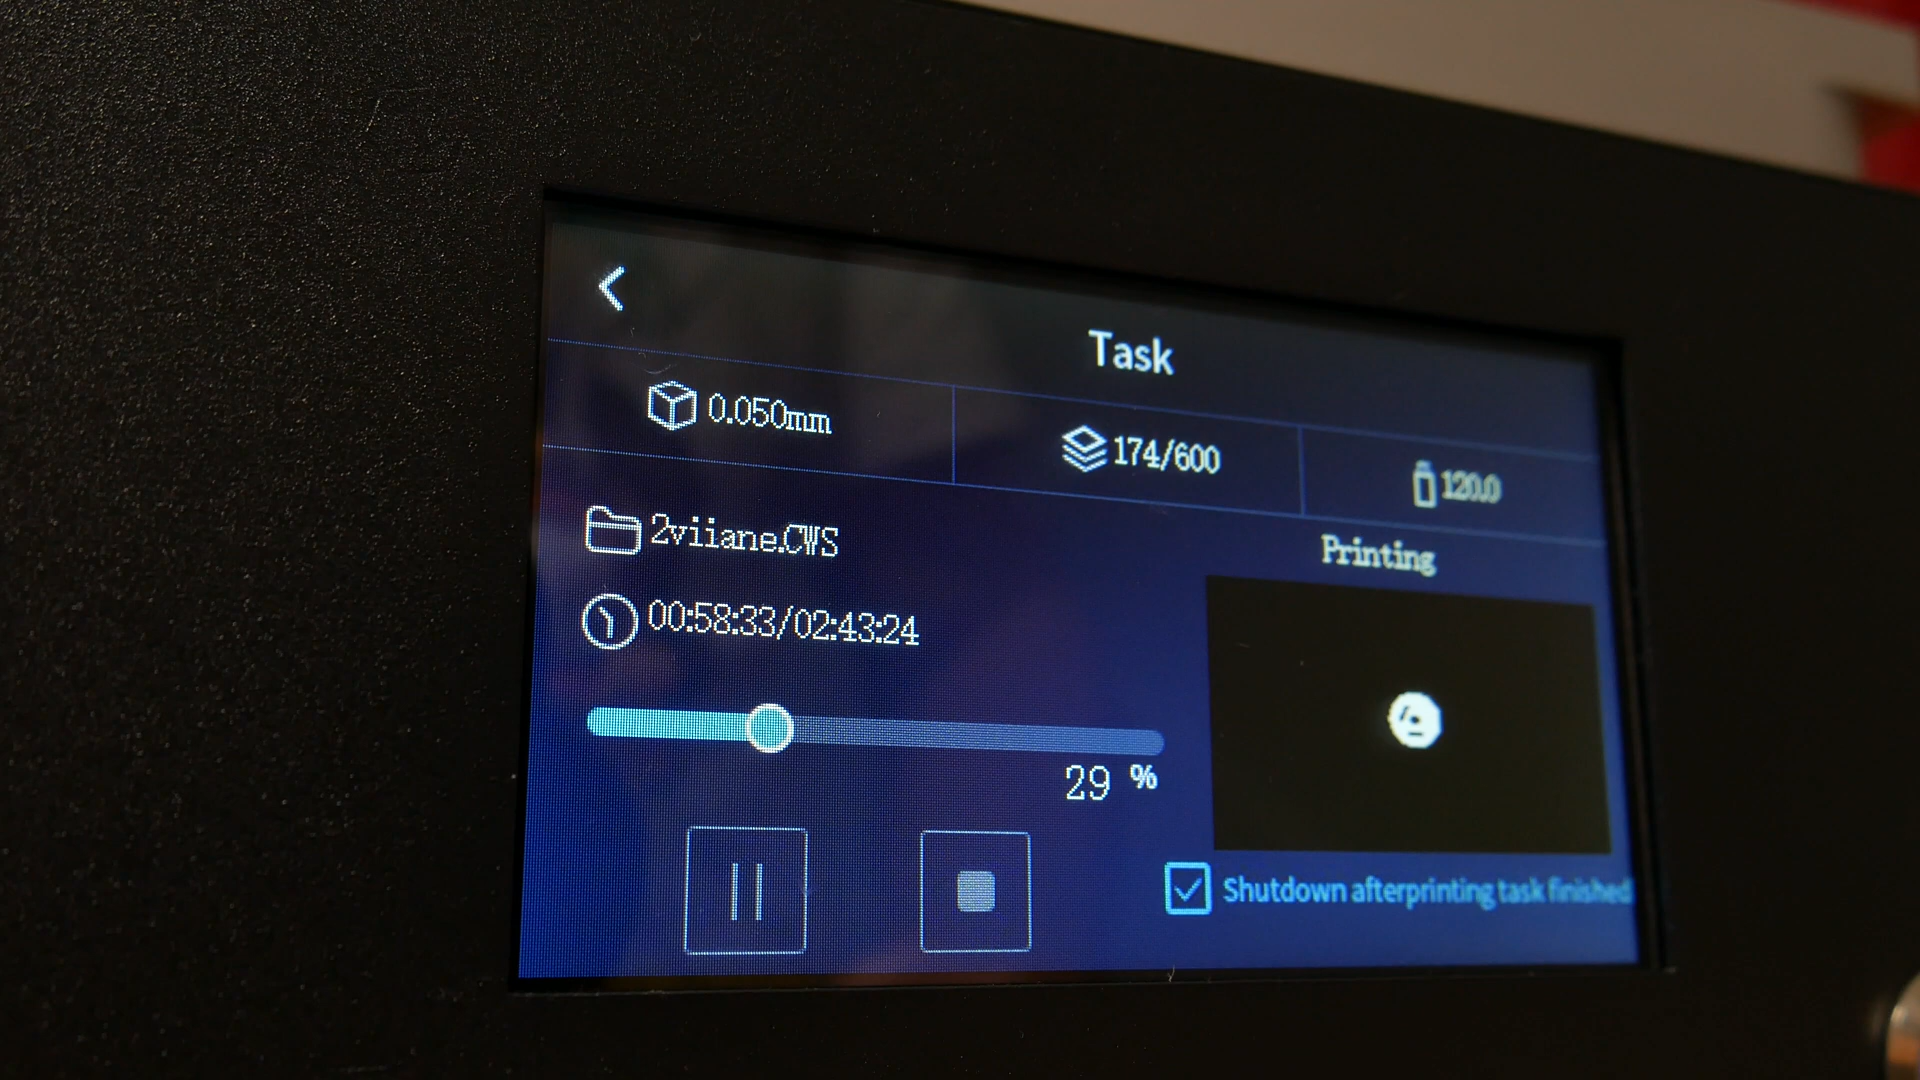 Task
0.050mm
174/600
120.0
2viiane.CWS
Printing
00:58:33/02:43:24
29 %
Shutdown afterprinting task finished